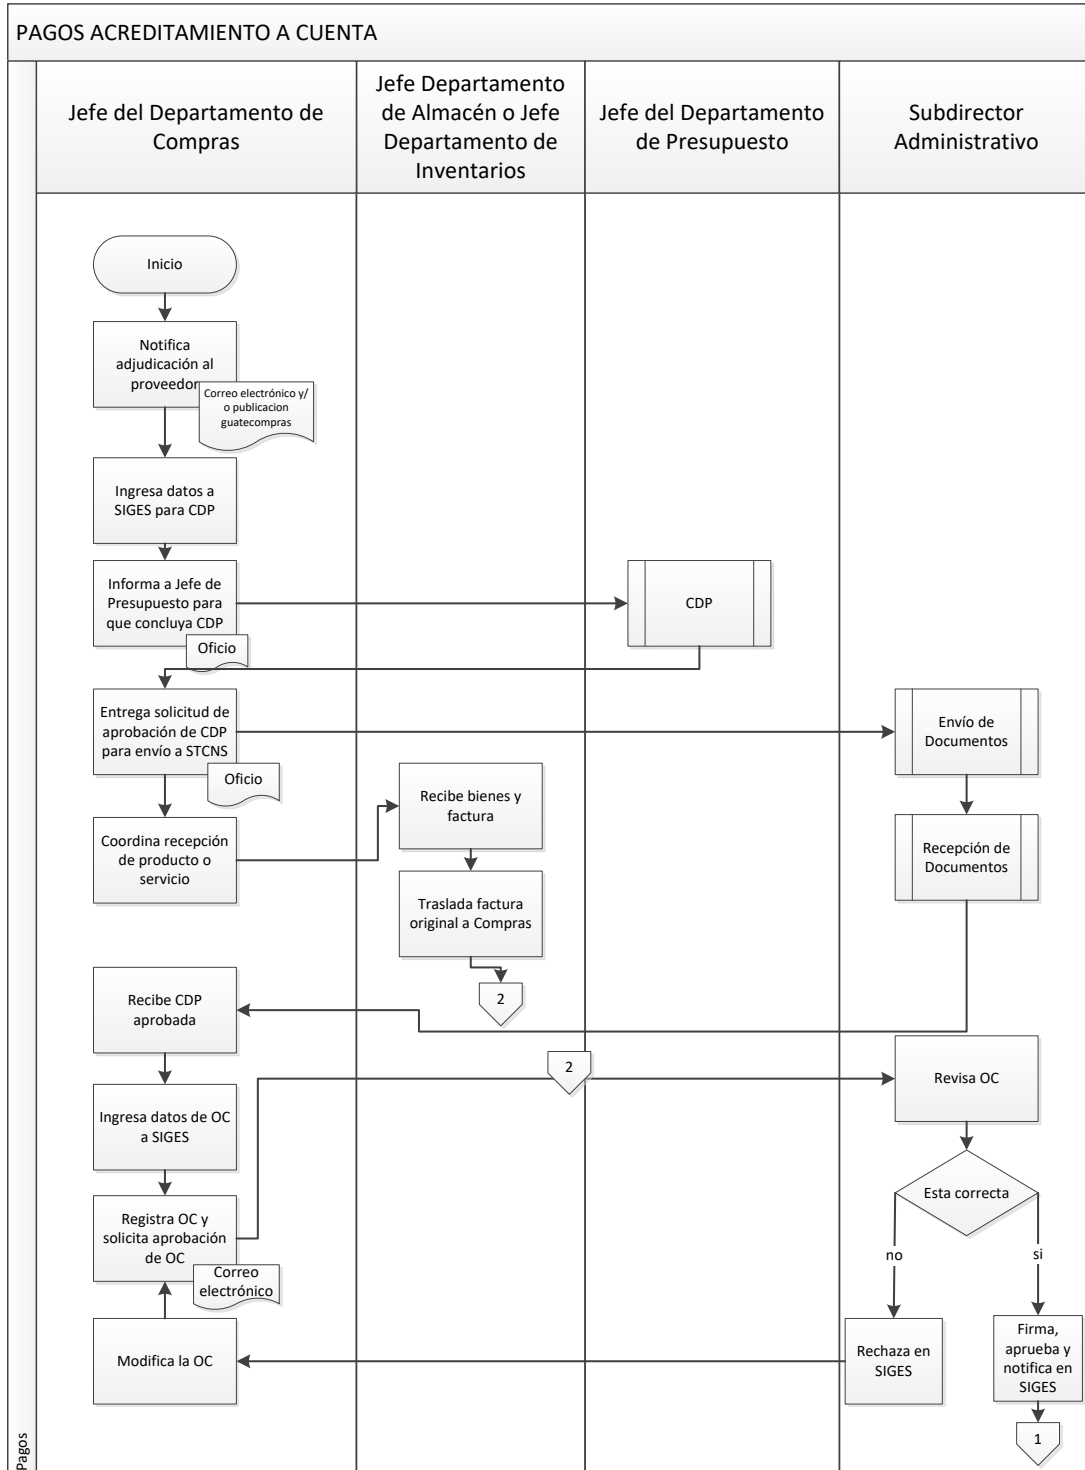 PAGOS ACREDITAMIENTO A CUENTA
Jefe del Departamento de
Compras
Jefe Departamento
de Almacén o Jefe
Departamento de
Inventarios
Jefe del Departamento
de Presupuesto
Subdirector
Administrativo
Inicio
Notifica
adjudicación al
proveedor
Correo electrónico y/
o publicacion
guatecompras
Ingresa datos a
SIGES para CDP
Informa a Jefe de
Presupuesto para
que concluya CDP
Oficio
CDP
Entrega solicitud de
aprobación de CDP
para envío a STCNS
Oficio
Envío de
Documentos
Coordina recepción
de producto o
servicio
Recibe bienes y
factura
Recepción de
Documentos
Traslada factura
original a Compras
2
Recibe CDP
aprobada
2
Revisa OC
Ingresa datos de OC
a SIGES
Esta correcta
Registra OC y
solicita aprobación
de OC
Correo
electrónico
no
si
Modifica la OC
Rechaza en
SIGES
Firma,
aprueba y
notifica en
SIGES
1
Pagos